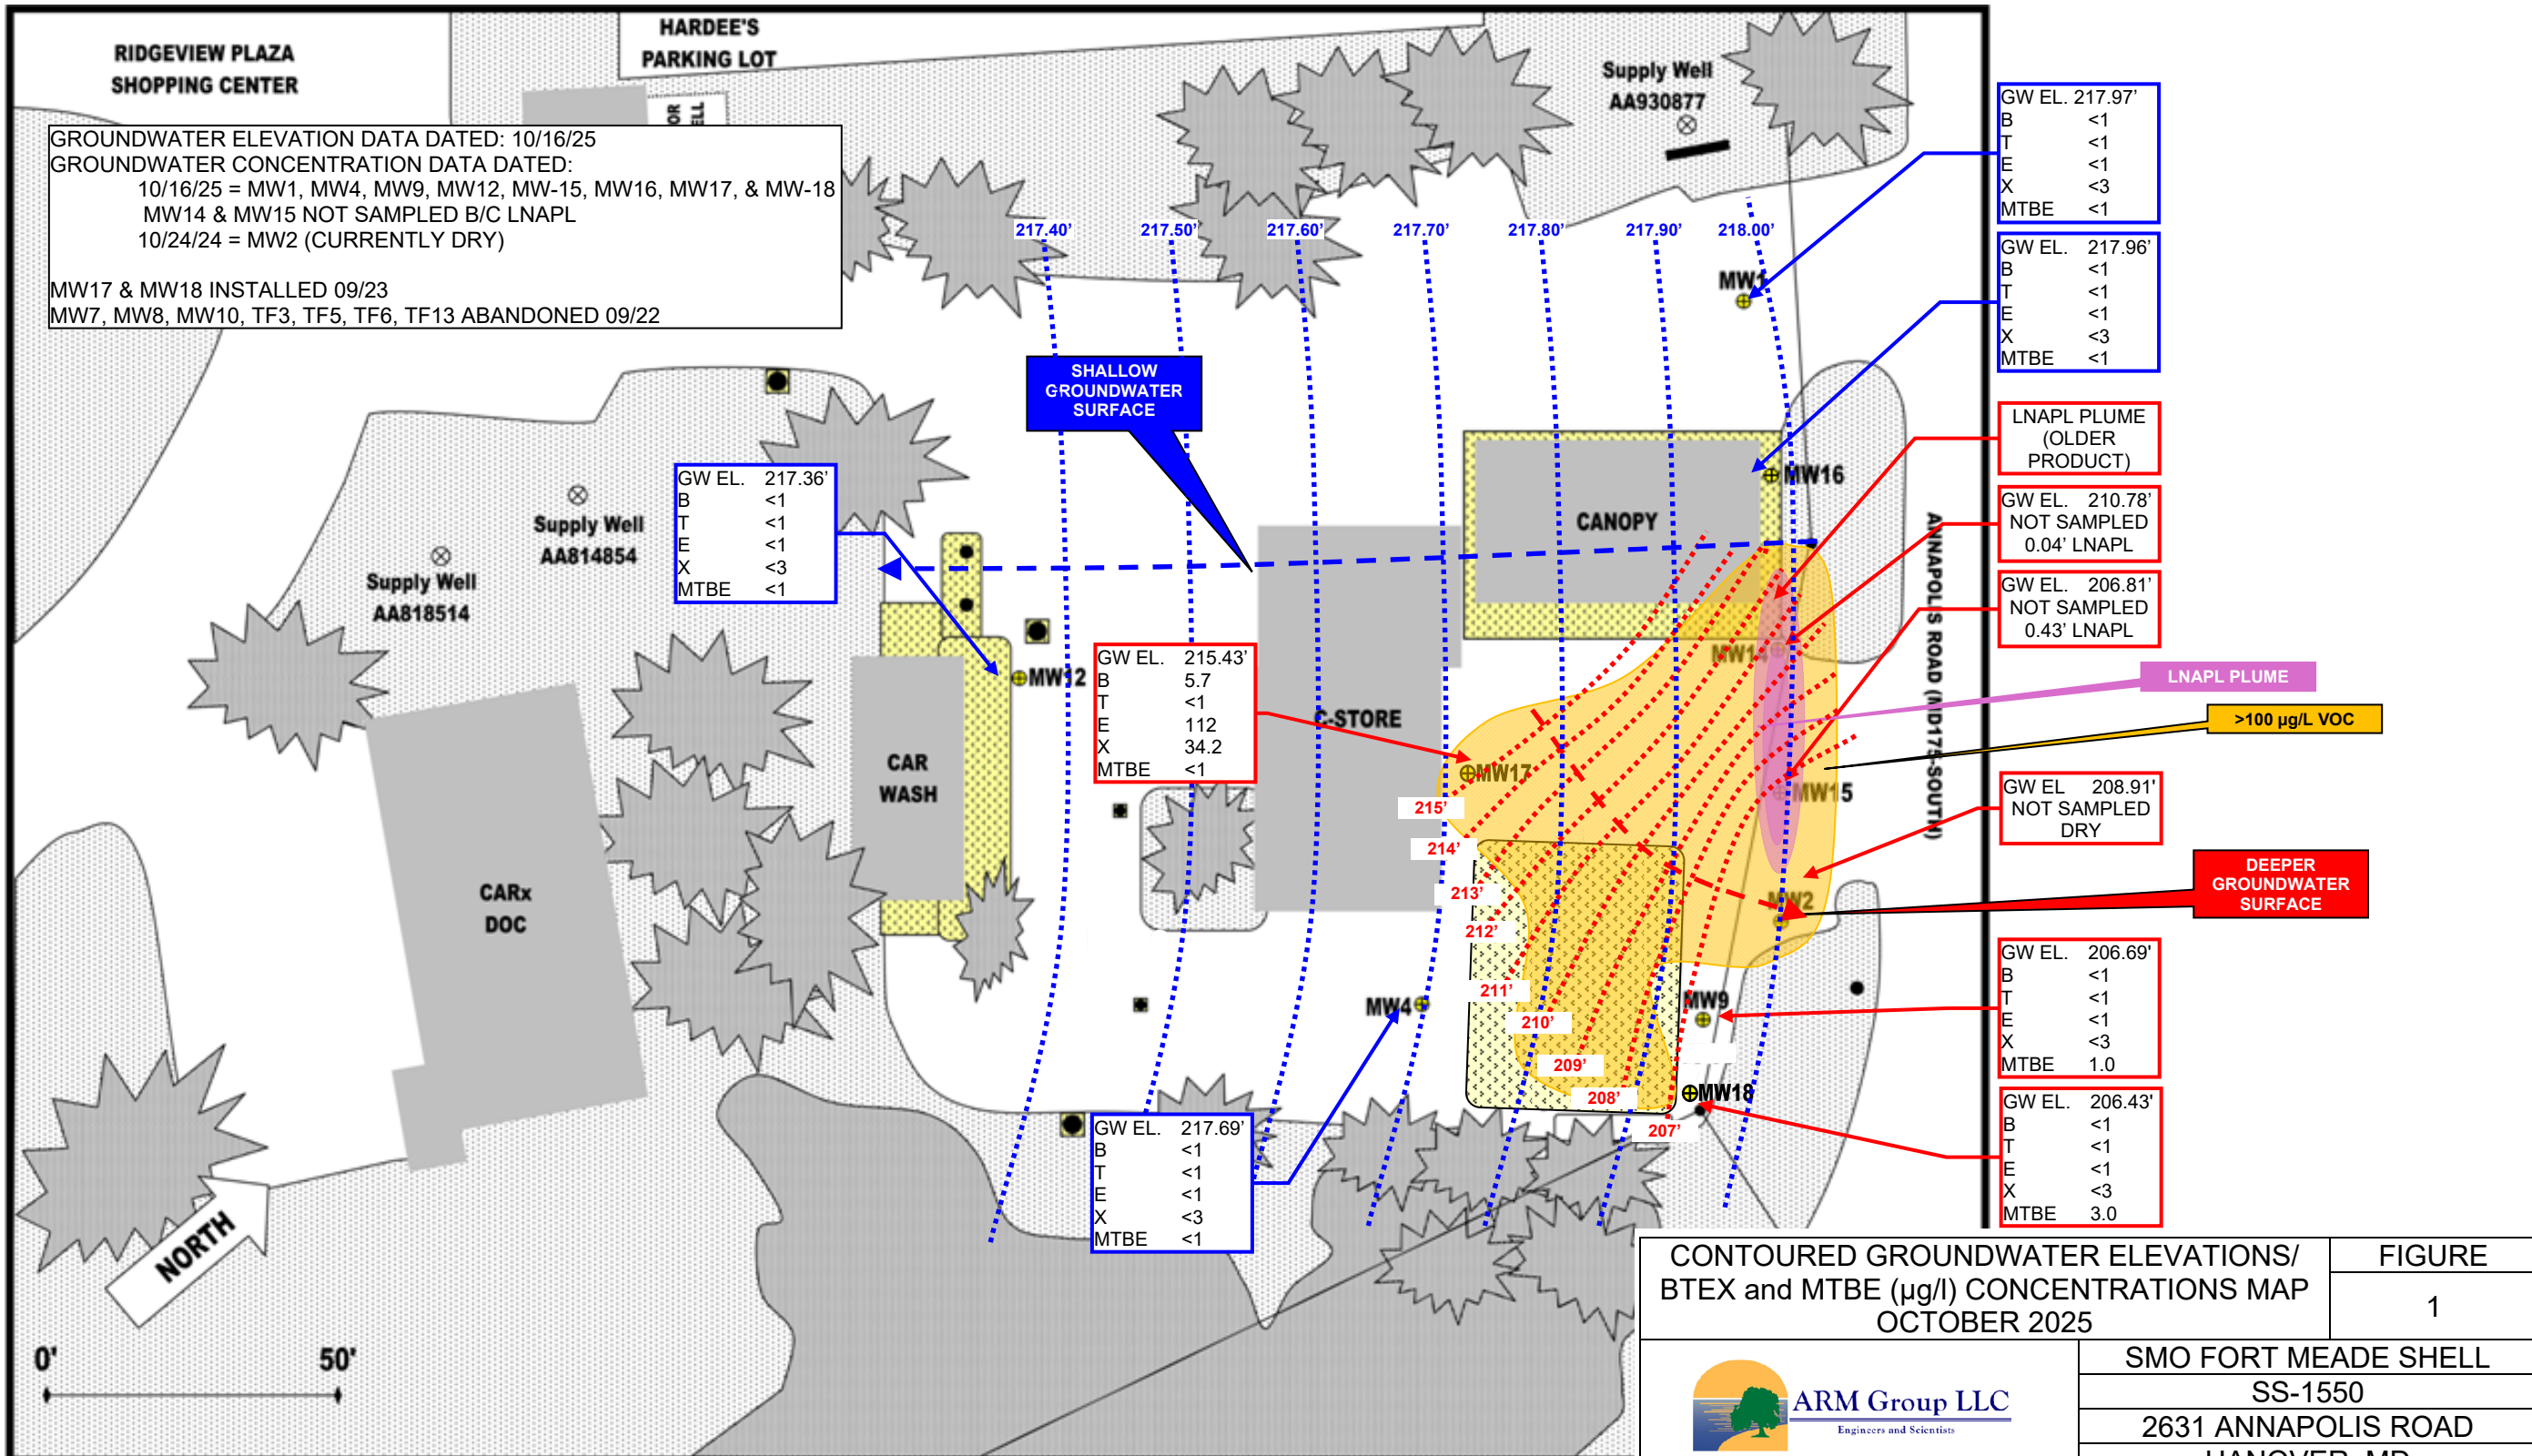 RIDGEVIEW PLAZA
SHOPPING CENTER
HARDEE'S
PARKING LOT
OR
ELL
Supply Well
AA930877
GROUNDWATER ELEVATION DATA DATED: 10/16/25
GROUNDWATER CONCENTRATION DATA DATED:
10/16/25 = MW1, MW4, MW9, MW12, MW-15, MW16, MW17, & MW-18
MW14 & MW15 NOT SAMPLED B/C LNAPL
10/24/24 = MW2 (CURRENTLY DRY)
MW17 & MW18 INSTALLED 09/23
MW7, MW8, MW10, TF3, TF5, TF6, TF13 ABANDONED 09/22
217.40'
217.50'
217.60'
217.70'
217.80'
217.90'
218.00'
GW EL. 217.97'
B <1
T <1
E <1
X <3
MTBE <1
GW EL. 217.96'
B <1
T <1
E <1
X <3
MTBE <1
MW1
SHALLOW
GROUNDWATER
SURFACE
LNAPL PLUME
(OLDER
PRODUCT)
GW EL. 210.78'
NOT SAMPLED
0.04' LNAPL
GW EL. 206.81'
NOT SAMPLED
0.43' LNAPL
GW EL. 217.36'
B <1
T <1
E <1
X <3
MTBE <1
Supply Well
AA814854
Supply Well
AA818514
CANOPY
MW16
ANNAPOLIS ROAD (MD175-SOUTH)
MW14
MW12
GW EL. 215.43'
B 5.7
T <1
E 112
X 34.2
MTBE <1
C-STORE
LNAPL PLUME
>100 µg/L VOC
CAR
WASH
MW17
MW15
GW EL 208.91'
NOT SAMPLED
DRY
215'
214'
213'
212'
211'
210'
209'
208'
207'
MW2
DEEPER
GROUNDWATER
SURFACE
CARx
DOC
MW4
MW9
GW EL. 206.69'
B <1
T <1
E <1
X <3
MTBE 1.0
MW18
GW EL. 206.43'
B <1
T <1
E <1
X <3
MTBE 3.0
GW EL. 217.69'
B <1
T <1
E <1
X <3
MTBE <1
NORTH
0' 50'
CONTOURED GROUNDWATER ELEVATIONS/
BTEX and MTBE (µg/l) CONCENTRATIONS MAP
OCTOBER 2025
FIGURE
1
ARM Group LLC
Engineers and Scientists
SMO FORT MEADE SHELL
SS-1550
2631 ANNAPOLIS ROAD
HANOVER, MD